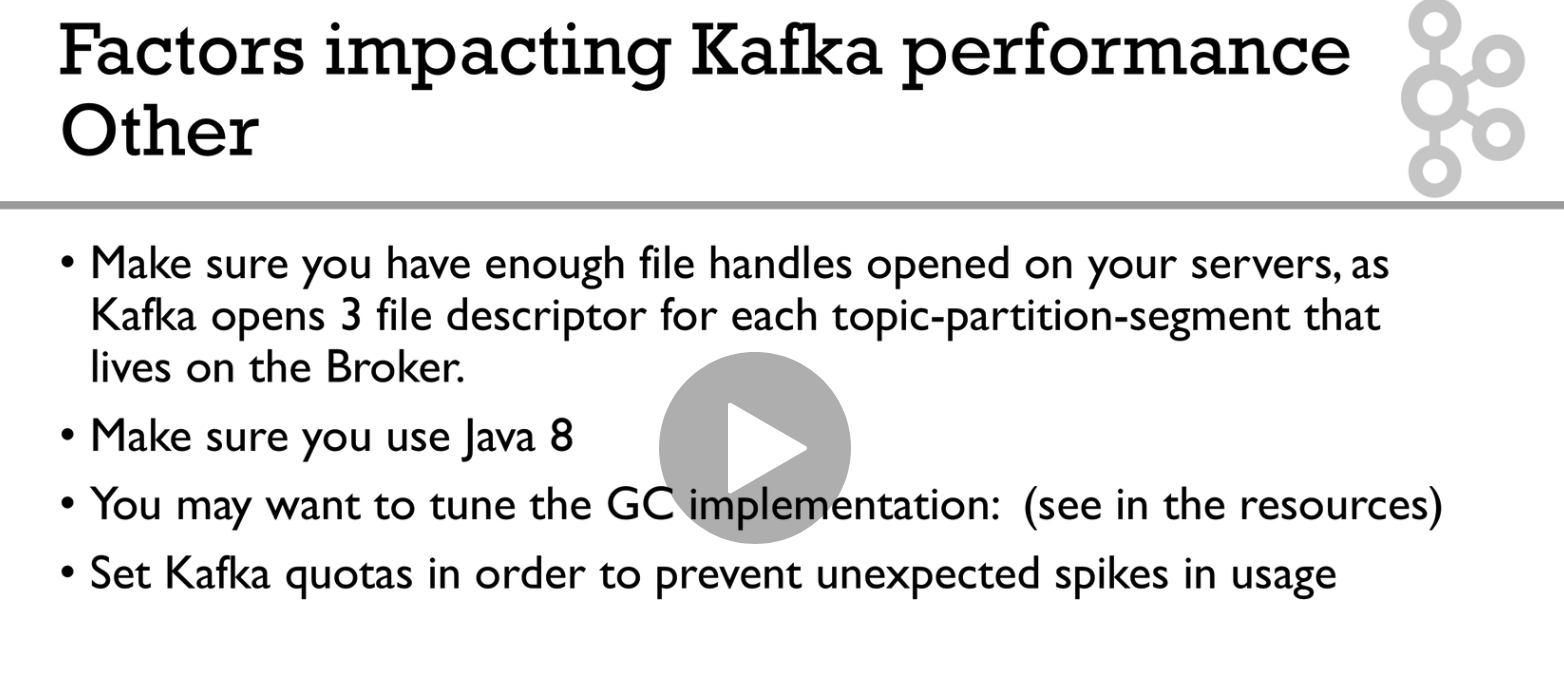 Factors impacting Kafka performance
Other
• Make sure you have enough file handles opened on your servers, as
Kafka opens 3 file descriptor for each topic-partition-segment that
lives on the Broker.
• Make sure you use Java 8
• You may want to tune the GC implementation: (see in the resources)
• Set Kafka quotas in order to prevent unexpected spikes in usage